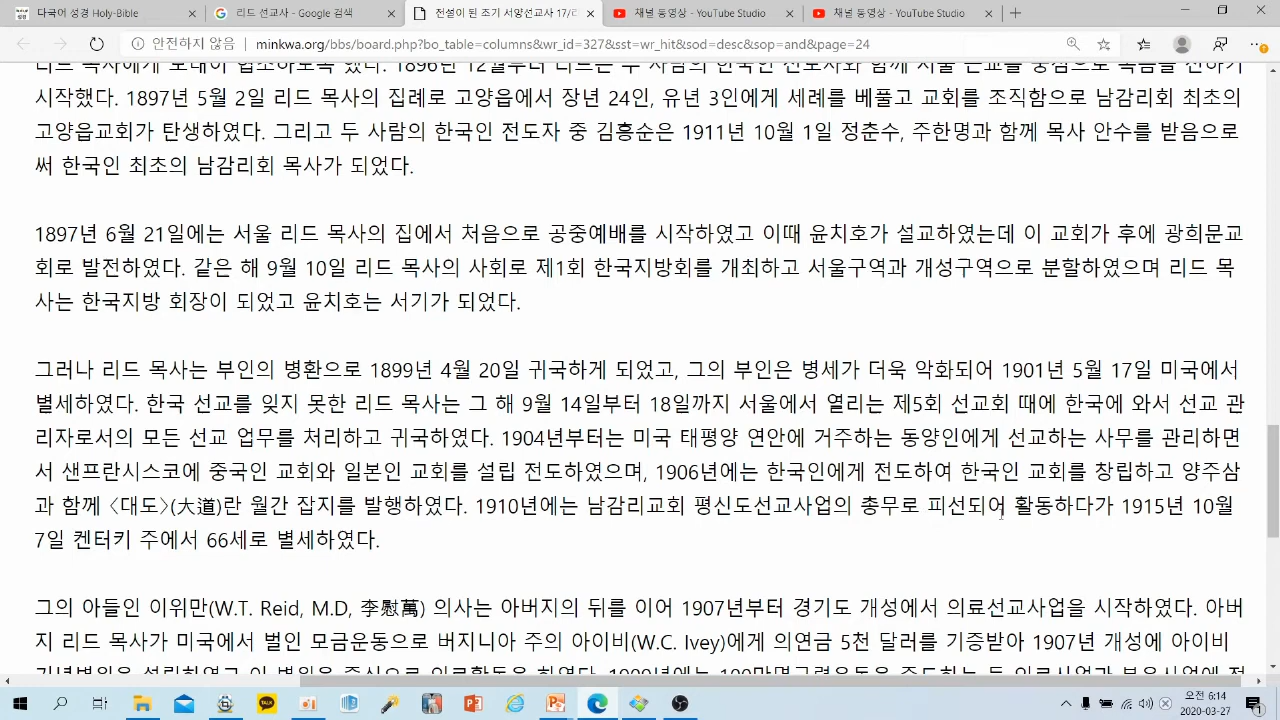 다국어 성경 Holy-Bible
리드 선교사 - Google 검색
전설이 된 조기 서양선교사 17/리
채널 동영상 - YouTube Studio
채널 동영상 - YouTube Studio
안전하지 않음
minkwa.org/bbs/board.php?bo_table=columns&wr_id=327&sst=wr_hit&sod=desc&sop=and&page=24
시작했다. 1897년 5월 2일 리드 목사의 집례로 고양읍에서 장년 24인, 유년 3인에게 세례를 베풀고 교회를 조직함으로 남감리회 최초의
고양읍교회가 탄생하였다. 그리고 두 사람의 한국인 전도자 중 김흥순은 1911년 10월 1일 정춘수, 주한명과 함께 목사 안수를 받음으로
써 한국인 최초의 남감리회 목사가 되었다.
1897년 6월 21일에는 서울 리드 목사의 집에서 처음으로 공중예배를 시작하였고 이때 윤치호가 설교하였는데 이 교회가 후에 광희문교
회로 발전하였다. 같은 해 9월 10일 리드 목사의 사회로 제1회 한국지방회를 개최하고 서울구역과 개성구역으로 분할하였으며 리드 목
사는 한국지방 회장이 되었고 윤치호는 서기가 되었다.
그러나 리드 목사는 부인의 병환으로 1899년 4월 20일 귀국하게 되었고, 그의 부인은 병세가 더욱 악화되어 1901년 5월 17일 미국에서
별세하였다. 한국 선교를 잊지 못한 리드 목사는 그 해 9월 14일부터 18일까지 서울에서 열리는 제5회 선교회 때에 한국에 와서 선교 관
리자로서의 모든 선교 업무를 처리하고 귀국하였다. 1904년부터는 미국 태평양 연안에 거주하는 동양인에게 선교하는 사무를 관리하면
서 샌프란시스코에 중국인 교회와 일본인 교회를 설립 전도하였으며, 1906년에는 한국인에게 전도하여 한국인 교회를 창립하고 양주삼
과 함께 〈대도〉(大道)란 월간 잡지를 발행하였다. 1910년에는 남감리교회 평신도선교사업의 총무로 피선되어 활동하다가 1915년 10월
7일 켄터키 주에서 66세로 별세하였다.
그의 아들인 이위만(W.T. Reid, M.D, 李慰萬) 의사는 아버지의 뒤를 이어 1907년부터 경기도 개성에서 의료선교사업을 시작하였다. 아버
지 리드 목사가 미국에서 벌인 모금운동으로 버지니아 주의 아이비(W.C. Ivey)에게 의연금 5천 달러를 기증받아 1907년 개성에 아이비
TALK
오전 6:14
2020-03-27
1